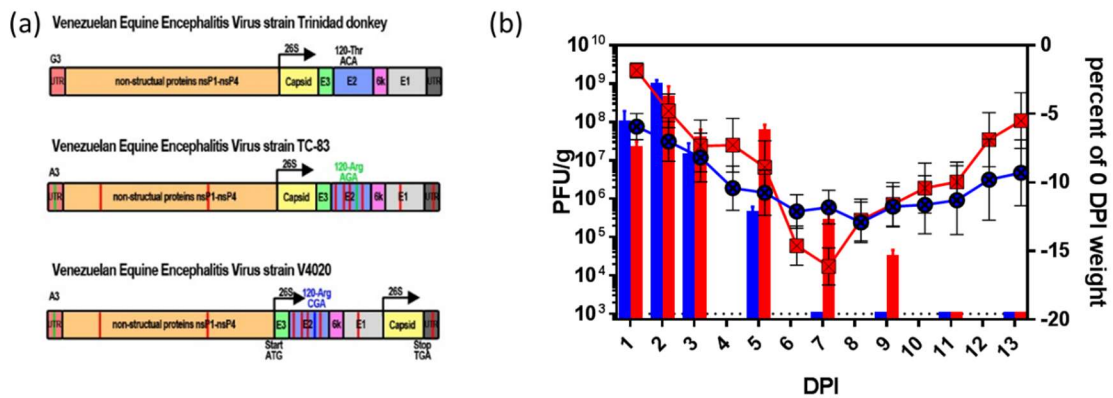 (a)
Venezuelan Equine Encephalitis Virus strain Trinidad donkey
G3
26S
120-Thr
ACA
UTR non-structual proteins nsP1-nsP4 Capsid E3 E2 6k E1 UTR
Venezuelan Equine Encephalitis Virus strain TC-83
A3
26S
120-Arg
AGA
UTR non-structual proteins nsP1-nsP4 Capsid E3 E2 6k E1 UTR
Venezuelan Equine Encephalitis Virus strain V4020
A3
26S
120-Arg
CGA
26S
UTR non-structual proteins nsP1-nsP4 E3 E2 6k E1 Capsid UTR
Start
ATG
Stop
TGA
(b)
PFU/g
10^10
10^9
10^8
10^7
10^6
10^5
10^4
10^3
0
-5
-10
-15
-20
percent of 0 DPI weight
1 2 3 4 5 6 7 8 9 10 11 12 13
DPI